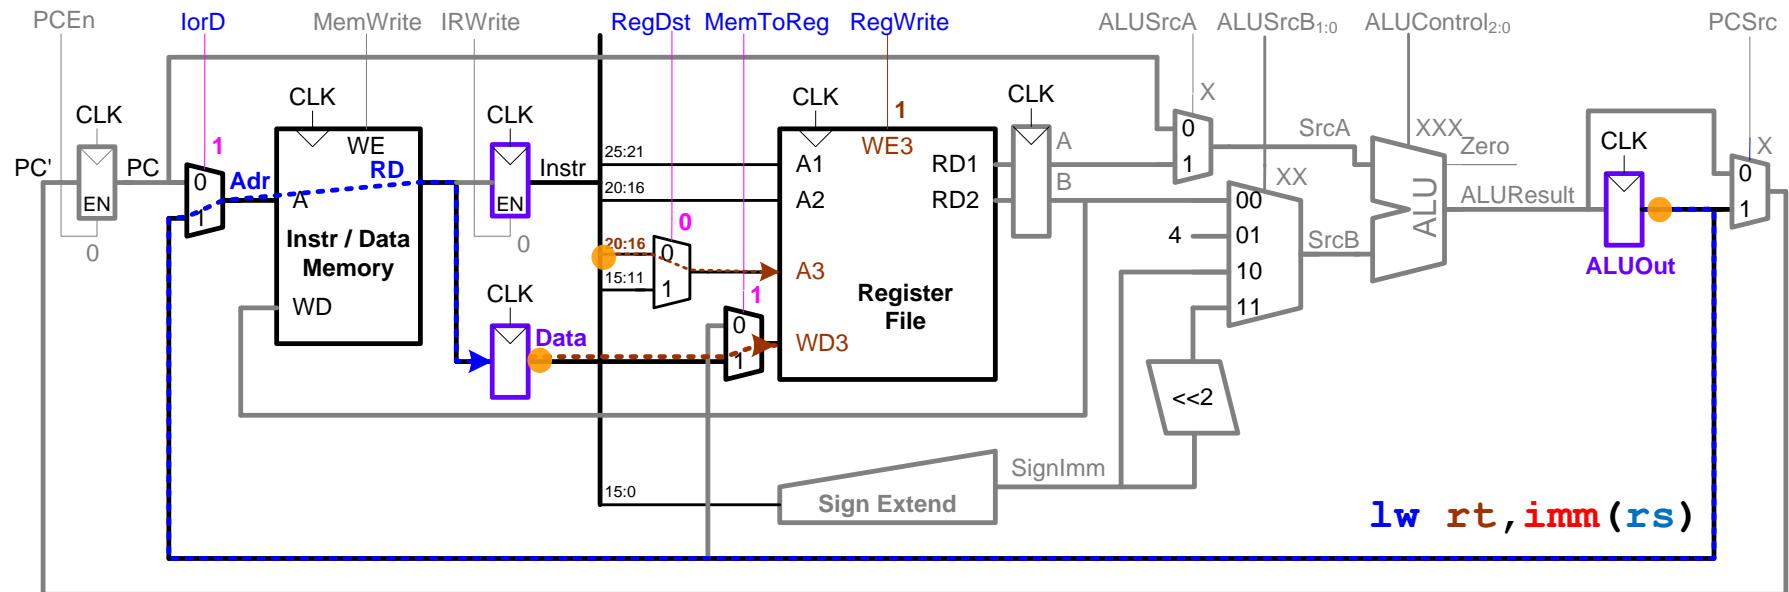 PCEn IorD MemWrite IRWrite RegDst MemToReg RegWrite ALUSrcA ALUSrcB1:0 ALUControl2:0 PCSrc
CLK CLK CLK CLK CLK CLK
1 1 X XXX X
WE WE3 0 SrcA Zero
PC' PC 0 Adr RD Instr 25:21 A1 RD1 A 1 XX 0
EN 1 A EN 20:16 A2 RD2 B 00 ALU ALUResult 1
0 Instr / Data 0 0 4 01 SrcB
Memory 20:16 0 A3 10 ALUOut
CLK 15:11 1 1 Register 11
WD Data 0 WD3 File
1 <<2
SignImm
15:0 Sign Extend
lw rt,imm(rs)